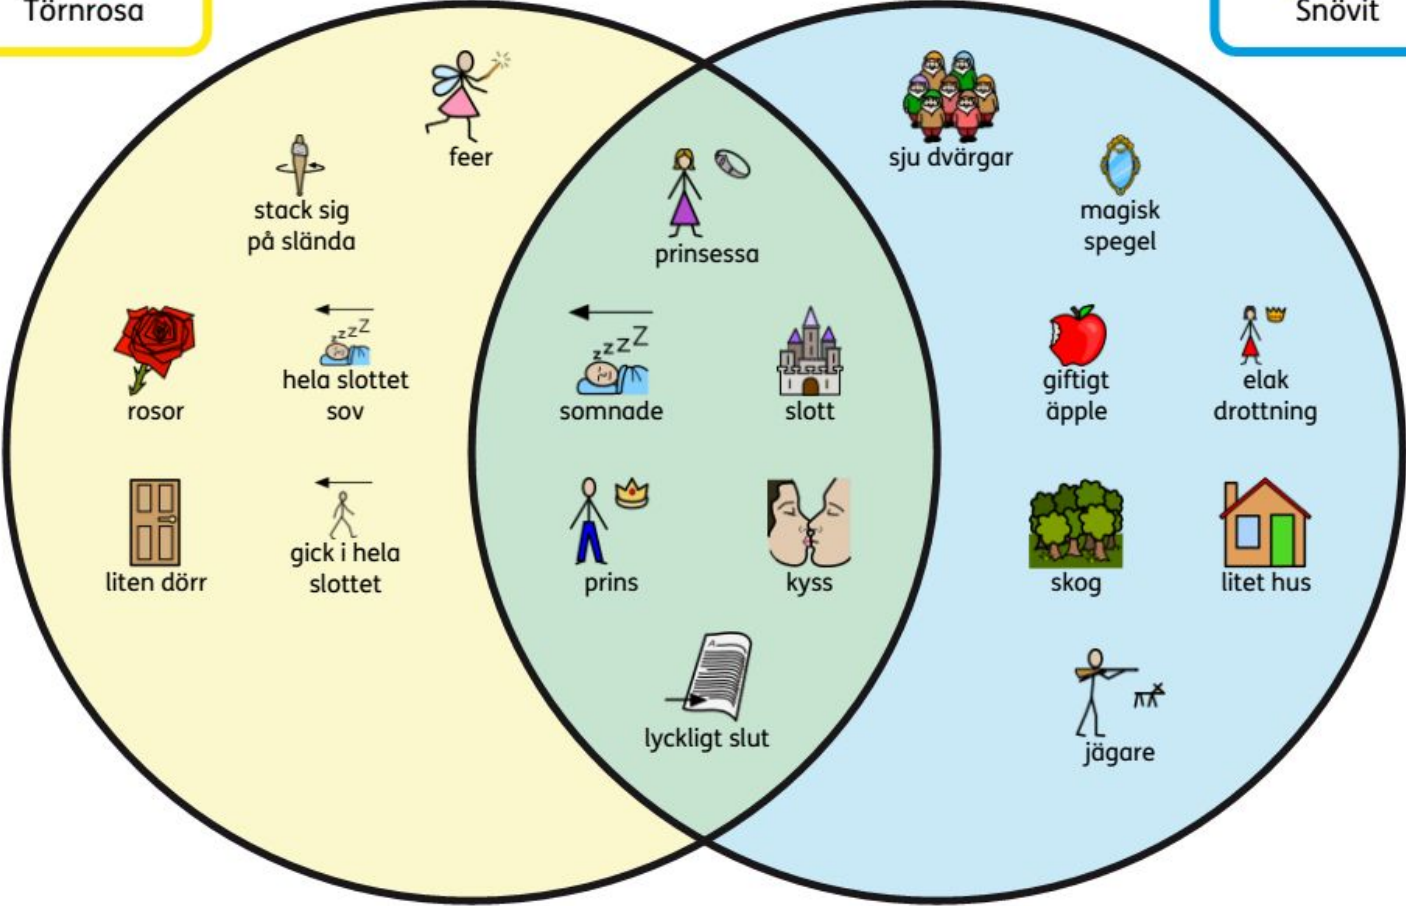 Törnrosa
Snövit
feer
stack sig
på slända
rosor
hela slottet
sov
liten dörr
gick i hela
slottet
prinsessa
zzzZ
somnade
slott
prins
kyss
lyckligt slut
sju dvärgar
magisk
spegel
giftigt
äpple
elak
drottning
skog
litet hus
jägare